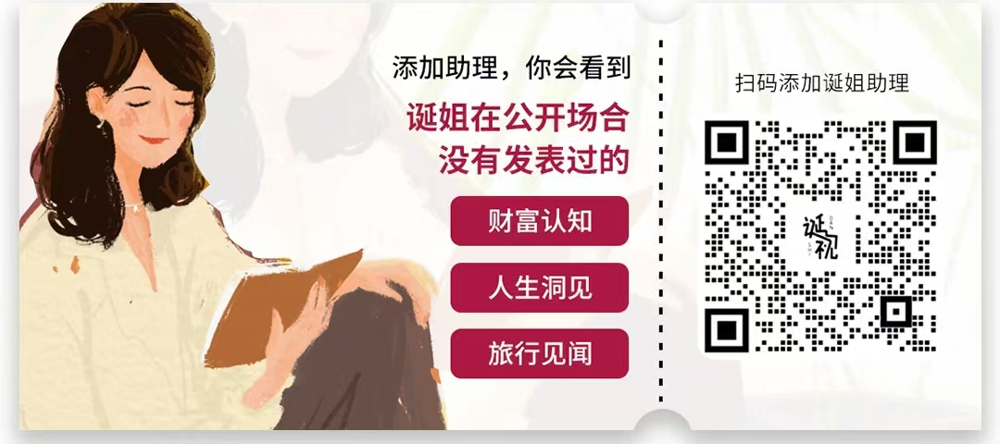 添加助理，你会看到
诞姐在公开场合
没有发表过的
财富认知
人生洞见
旅行见闻
扫码添加诞姐助理
诞
视